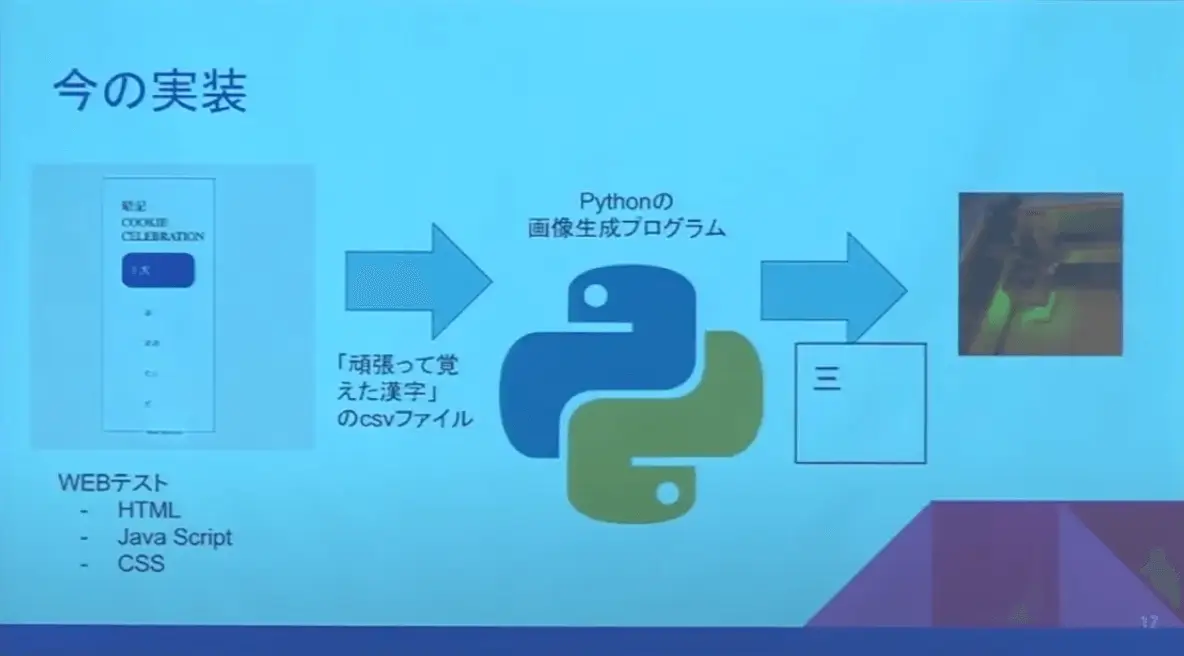 今の実装
暗記
COOKIE
CELEBRATION
「頑張って覚
えた漢字」
のcsvファイル
Pythonの
画像生成プログラム
三
WEBテスト
- HTML
- Java Script
- CSS
17